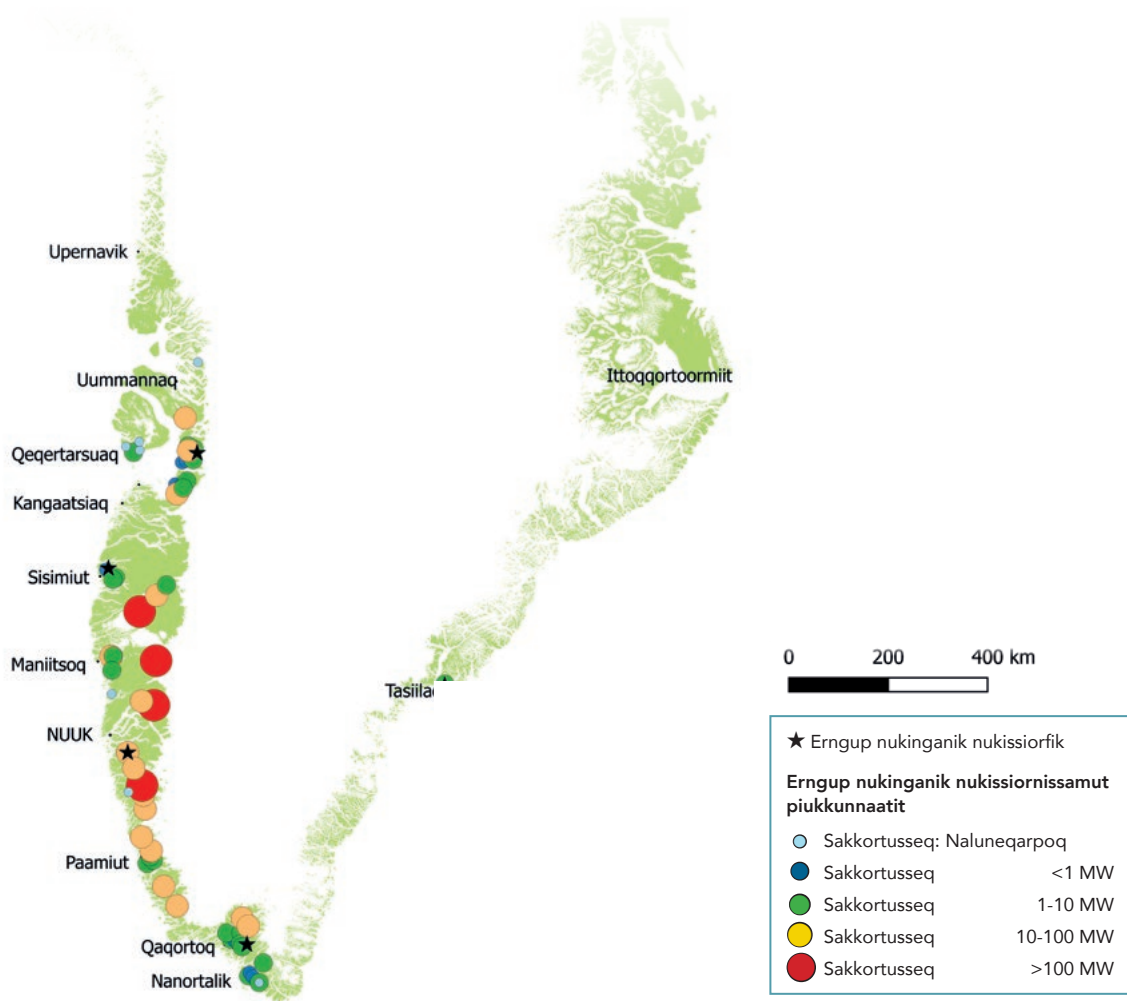 Upernavik
Uummannaq
Ittoqqortoormiit
Qeqertarsuaq
Kangaatsiaq
Sisimiut
Maniitsoq
NUUK
Paamiut
Qaqortoq
Nanortalik
0 200 400 km
★ Erngup nukinganik nukissiorfik
Erngup nukinganik nukissiornissamut
piukkunnaatit
Sakkortusseq: Naluneqarpoq
Sakkortusseq <1 MW
Sakkortusseq 1-10 MW
Sakkortusseq 10-100 MW
Sakkortusseq >100 MW